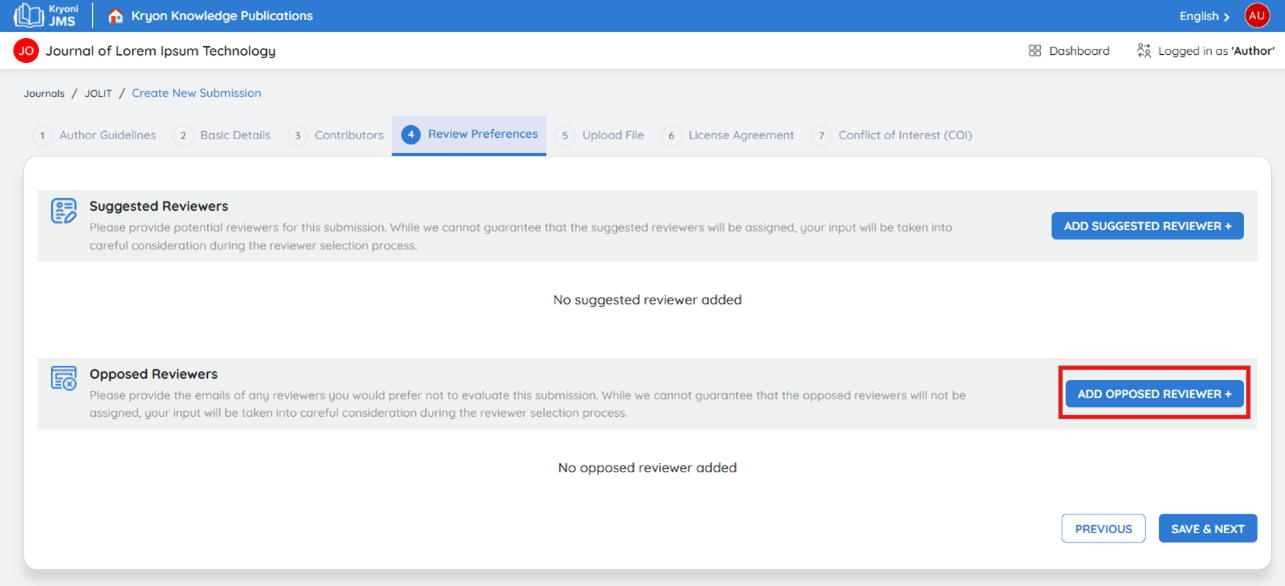 Kryoni
JMS
Kryon Knowledge Publications
English
AU
JO
Journal of Lorem Ipsum Technology
Dashboard
Logged in as 'Author'
Journals / JOLIT / Create New Submission
1 Author Guidelines 2 Basic Details 3 Contributors 4 Review Preferences 5 Upload File 6 License Agreement 7 Conflict of Interest (COI)
Suggested Reviewers
Please provide potential reviewers for this submission. While we cannot guarantee that the suggested reviewers will be assigned, your input will be taken into
careful consideration during the reviewer selection process.
ADD SUGGESTED REVIEWER +
No suggested reviewer added
Opposed Reviewers
Please provide the emails of any reviewers you would prefer not to evaluate this submission. While we cannot guarantee that the opposed reviewers will not be
assigned, your input will be taken into careful consideration during the reviewer selection process.
ADD OPPOSED REVIEWER +
No opposed reviewer added
PREVIOUS
SAVE & NEXT